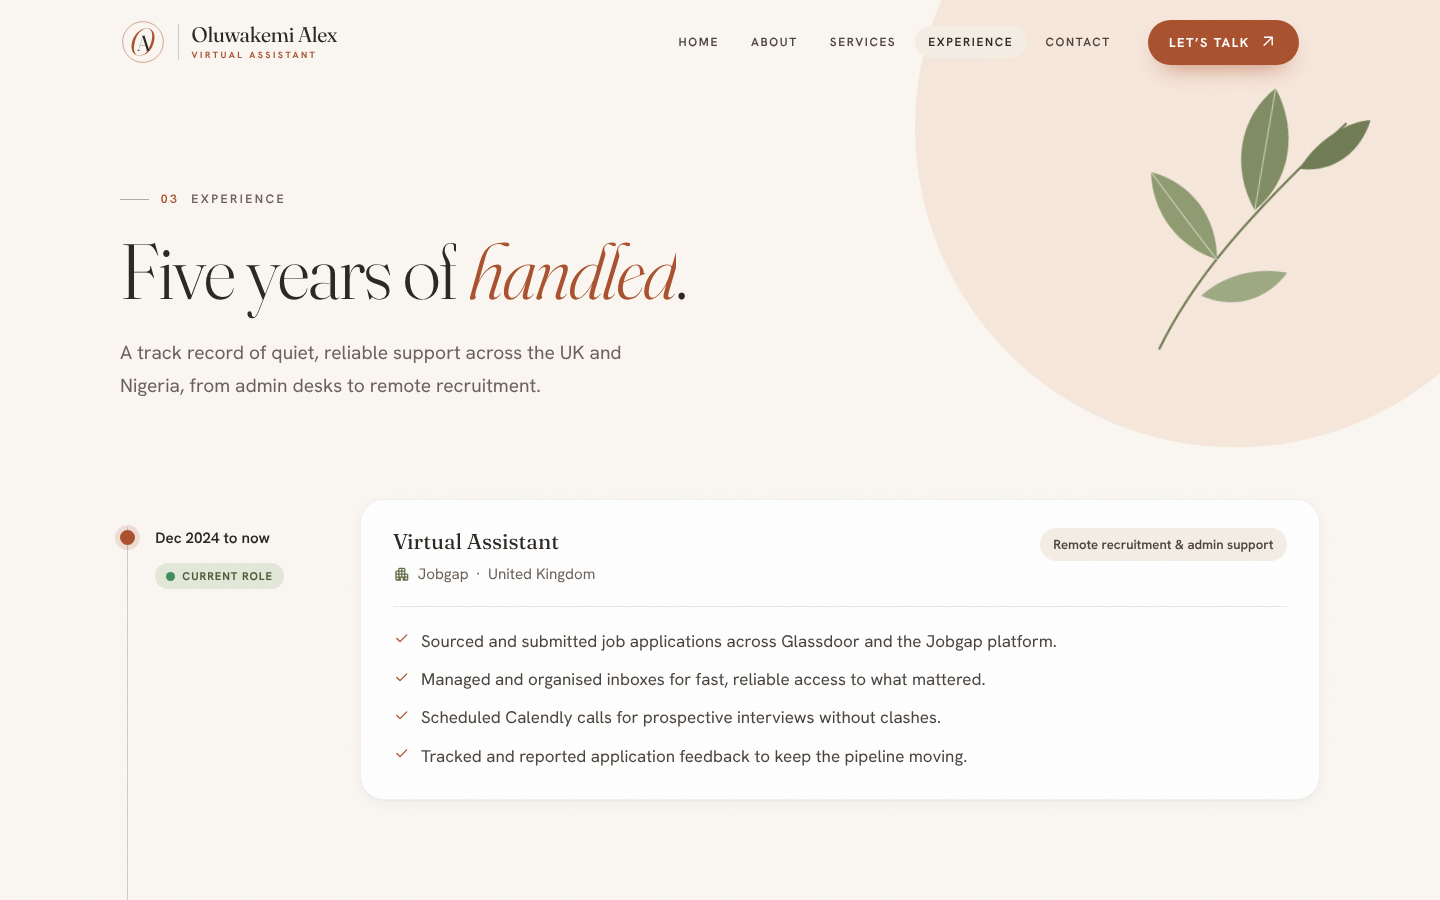 Oluwakemi Alex
VIRTUAL ASSISTANT
HOME
ABOUT
SERVICES
EXPERIENCE
CONTACT
LET’S TALK
03 EXPERIENCE
Five years of handled.
A track record of quiet, reliable support across the UK and
Nigeria, from admin desks to remote recruitment.
Dec 2024 to now
CURRENT ROLE
Virtual Assistant
Remote recruitment & admin support
Jobgap · United Kingdom
Sourced and submitted job applications across Glassdoor and the Jobgap platform.
Managed and organised inboxes for fast, reliable access to what mattered.
Scheduled Calendly calls for prospective interviews without clashes.
Tracked and reported application feedback to keep the pipeline moving.